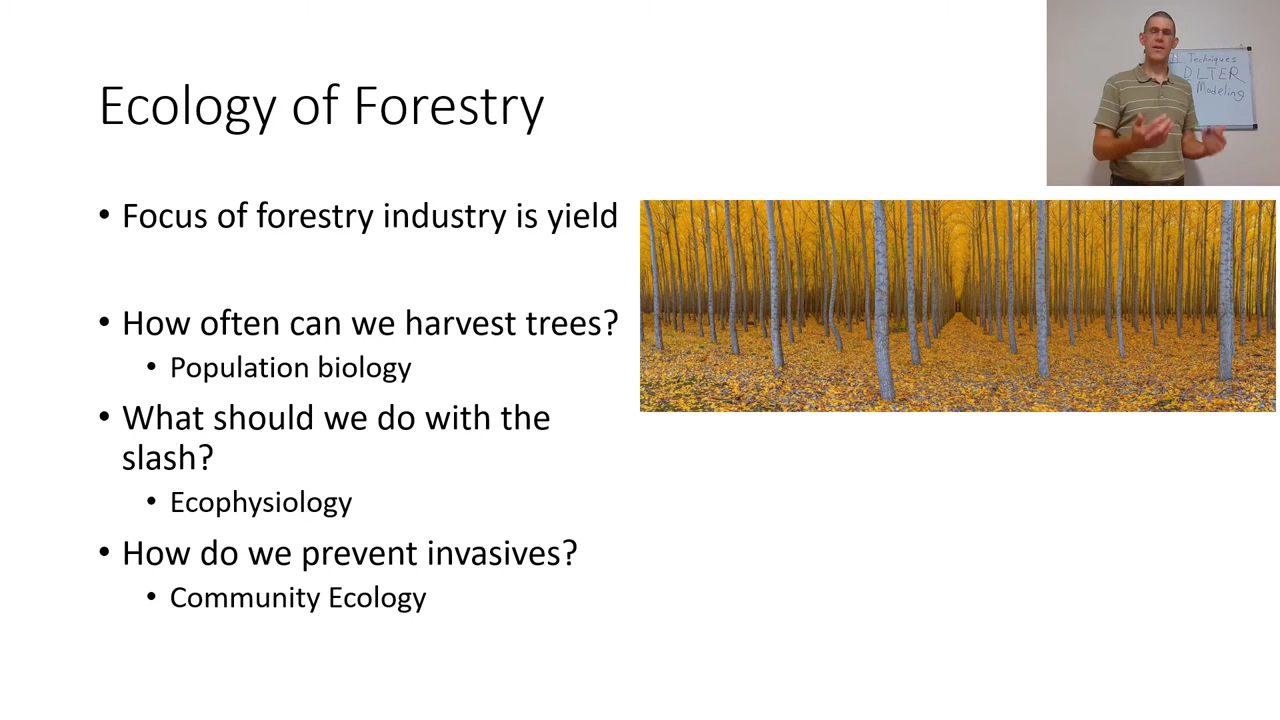 Ecology of Forestry
• Focus of forestry industry is yield
• How often can we harvest trees?
• Population biology
• What should we do with the
slash?
• Ecophysiology
• How do we prevent invasives?
• Community Ecology
Techniques
DLTER
Modeling